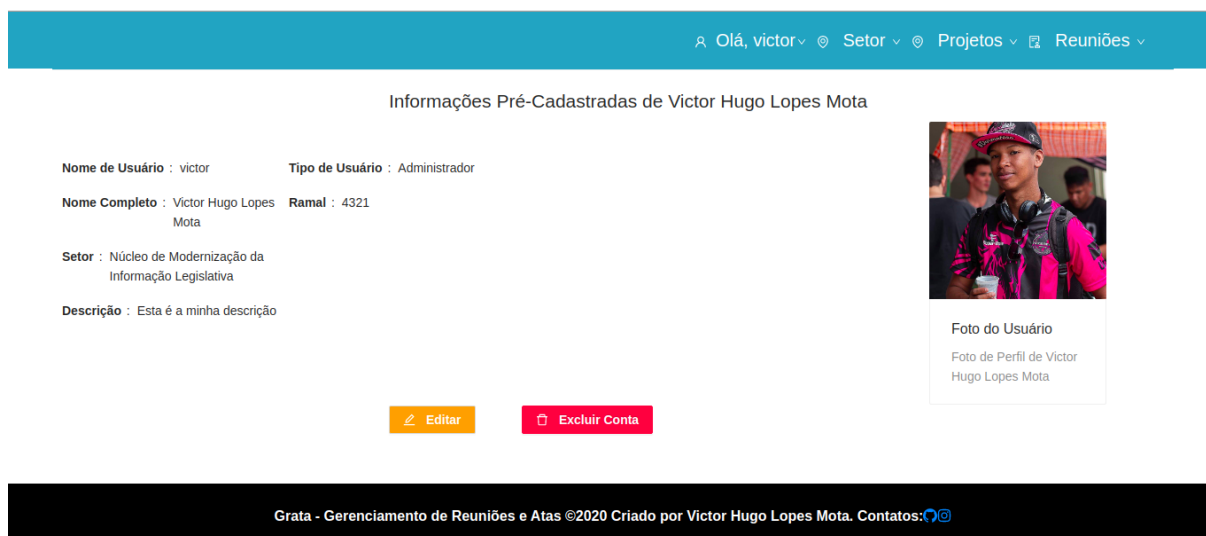 Olá, victor Setor Projetos Reuniões
Informações Pré-Cadastradas de Victor Hugo Lopes Mota
Nome de Usuário : victor Tipo de Usuário : Administrador
Nome Completo : Victor Hugo Lopes Mota Ramal : 4321
Setor : Núcleo de Modernização da
Informação Legislativa
Descrição : Esta é a minha descrição
Foto do Usuário
Foto de Perfil de Victor
Hugo Lopes Mota
Editar Excluir Conta
Grata - Gerenciamento de Reuniões e Atas ©2020 Criado por Victor Hugo Lopes Mota. Contatos: